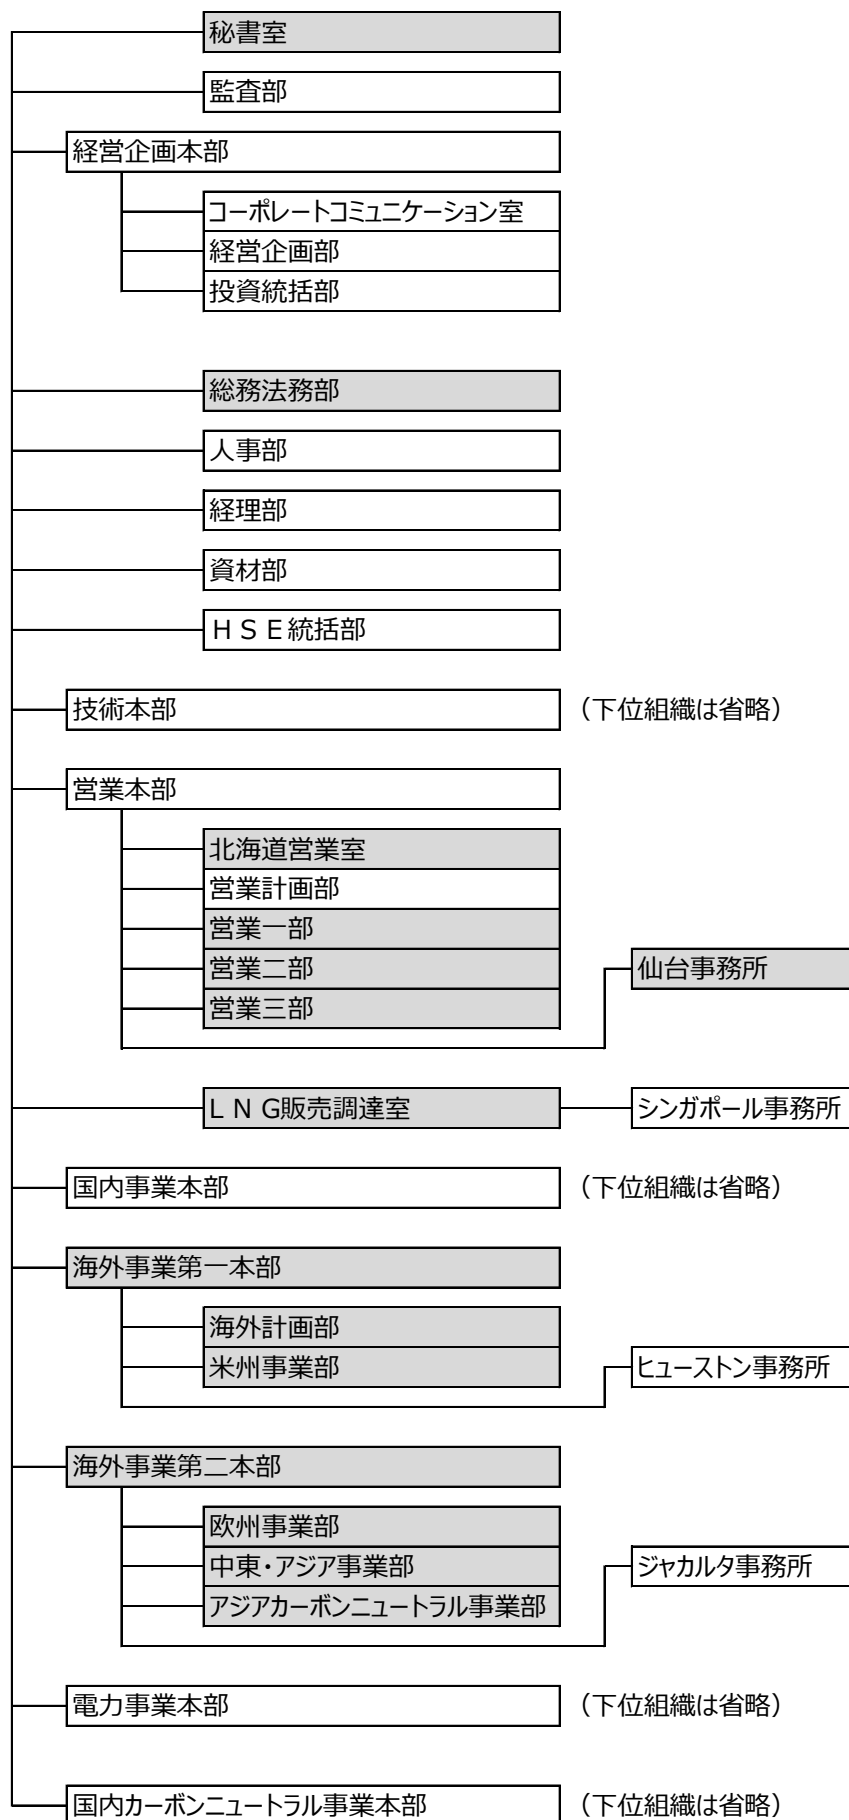 秘書室
監査部
経営企画本部
コーポレートコミュニケーション室
経営企画部
投資統括部
総務法務部
人事部
経理部
資材部
ＨＳＥ統括部
技術本部 （下位組織は省略）
営業本部
北海道営業室
営業計画部
営業一部
営業二部 仙台事務所
営業三部
ＬＮＧ販売調達室 シンガポール事務所
国内事業本部 （下位組織は省略）
海外事業第一本部
海外計画部
米州事業部 ヒューストン事務所
海外事業第二本部
欧州事業部
中東・アジア事業部 ジャカルタ事務所
アジアカーボンニュートラル事業部
電力事業本部 （下位組織は省略）
国内カーボンニュートラル事業本部 （下位組織は省略）